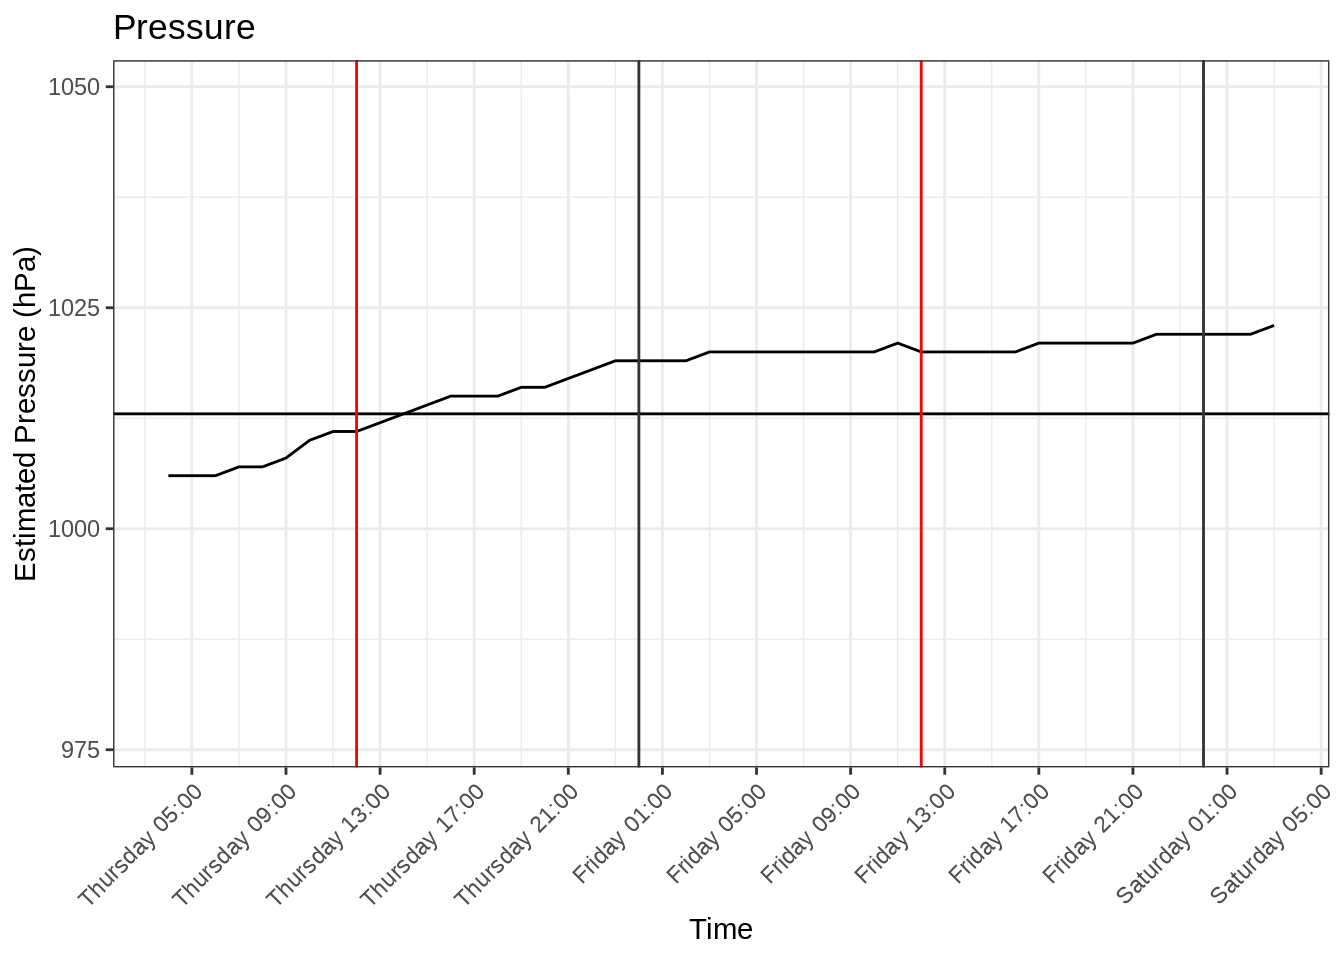 Pressure
Estimated Pressure (hPa)
1050
1025
1000
975
Thursday 05:00
Thursday 09:00
Thursday 13:00
Thursday 17:00
Thursday 21:00
Friday 01:00
Friday 05:00
Friday 09:00
Friday 13:00
Friday 17:00
Friday 21:00
Saturday 01:00
Saturday 05:00
Time